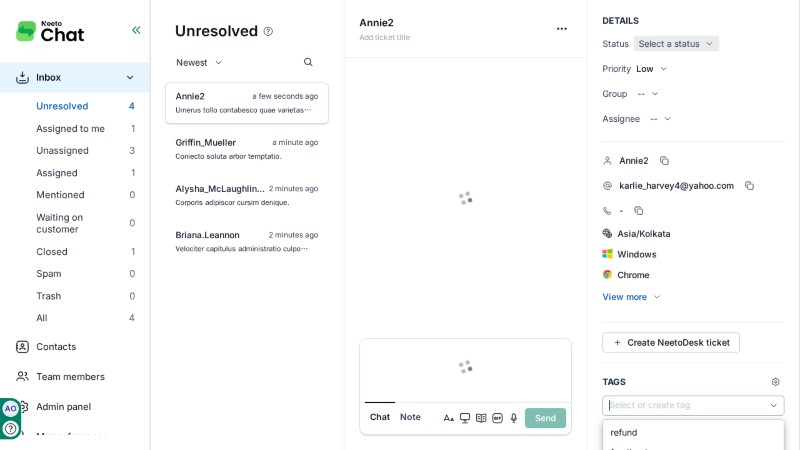 Neeto
Chat
Inbox
Unresolved 4
Assigned to me 1
Unassigned 3
Assigned 1
Mentioned 0
Waiting on
customer 0
Closed 1
Spam 0
Trash 0
All 4
Contacts
Team members
AO
Admin panel
Unresolved
Newest
Annie2 a few seconds ago
Umerus tollo contabesco quae varietas···
Griffin_Mueller a minute ago
Coniecto soluta arbor temptatio.
Alysha_McLaughlin... 2 minutes ago
Corporis adipiscor cursim denique.
Briana.Leannon 2 minutes ago
Velociter capitulus administratio culpo···
Annie2
Add ticket title
Chat Note
GIF
Send
DETAILS
Status Select a status
Priority Low
Group --
Assignee --
Annie2
karlie_harvey4@yahoo.com
-
Asia/Kolkata
Windows
Chrome
View more
+ Create NeetoDesk ticket
TAGS
Select or create tag
refund